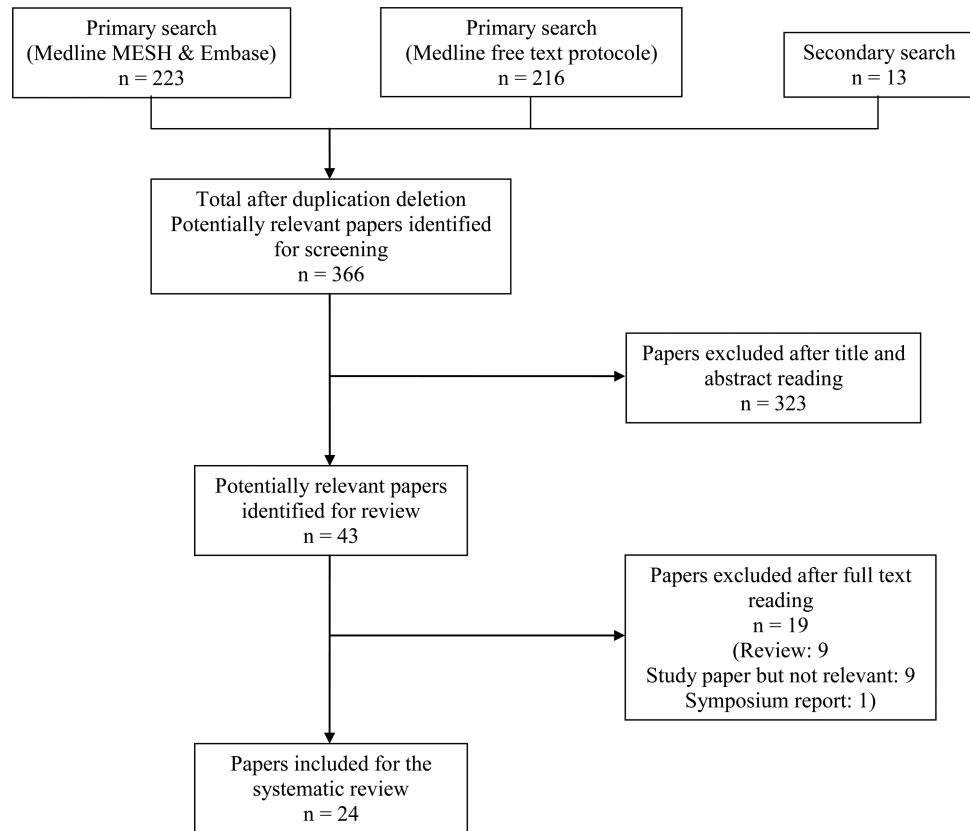 Primary search
(Medline MESH & Embase)
n = 223
Primary search
(Medline free text protocole)
n = 216
Secondary search
n = 13
Total after duplication deletion
Potentially relevant papers identified
for screening
n = 366
Papers excluded after title and
abstract reading
n = 323
Potentially relevant papers
identified for review
n = 43
Papers excluded after full text
reading
n = 19
(Review: 9
Study paper but not relevant: 9
Symposium report: 1)
Papers included for the
systematic review
n = 24